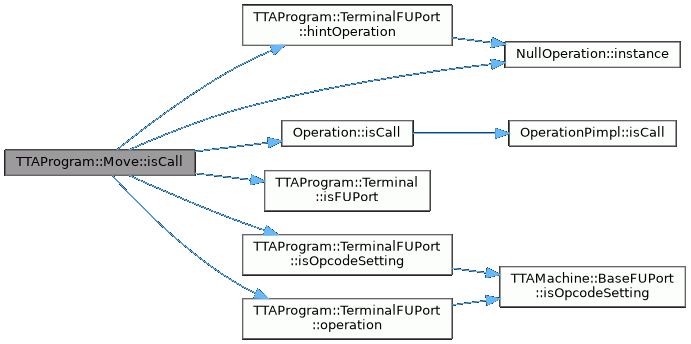 TTAProgram::TerminalFUPort
::hintOperation
NullOperation::instance
Operation::isCall
OperationPimpl::isCall
TTAProgram::Move::isCall
TTAProgram::Terminal
::isFUPort
TTAProgram::TerminalFUPort
::isOpcodeSetting
TTAMachine::BaseFUPort
::isOpcodeSetting
TTAProgram::TerminalFUPort
::operation